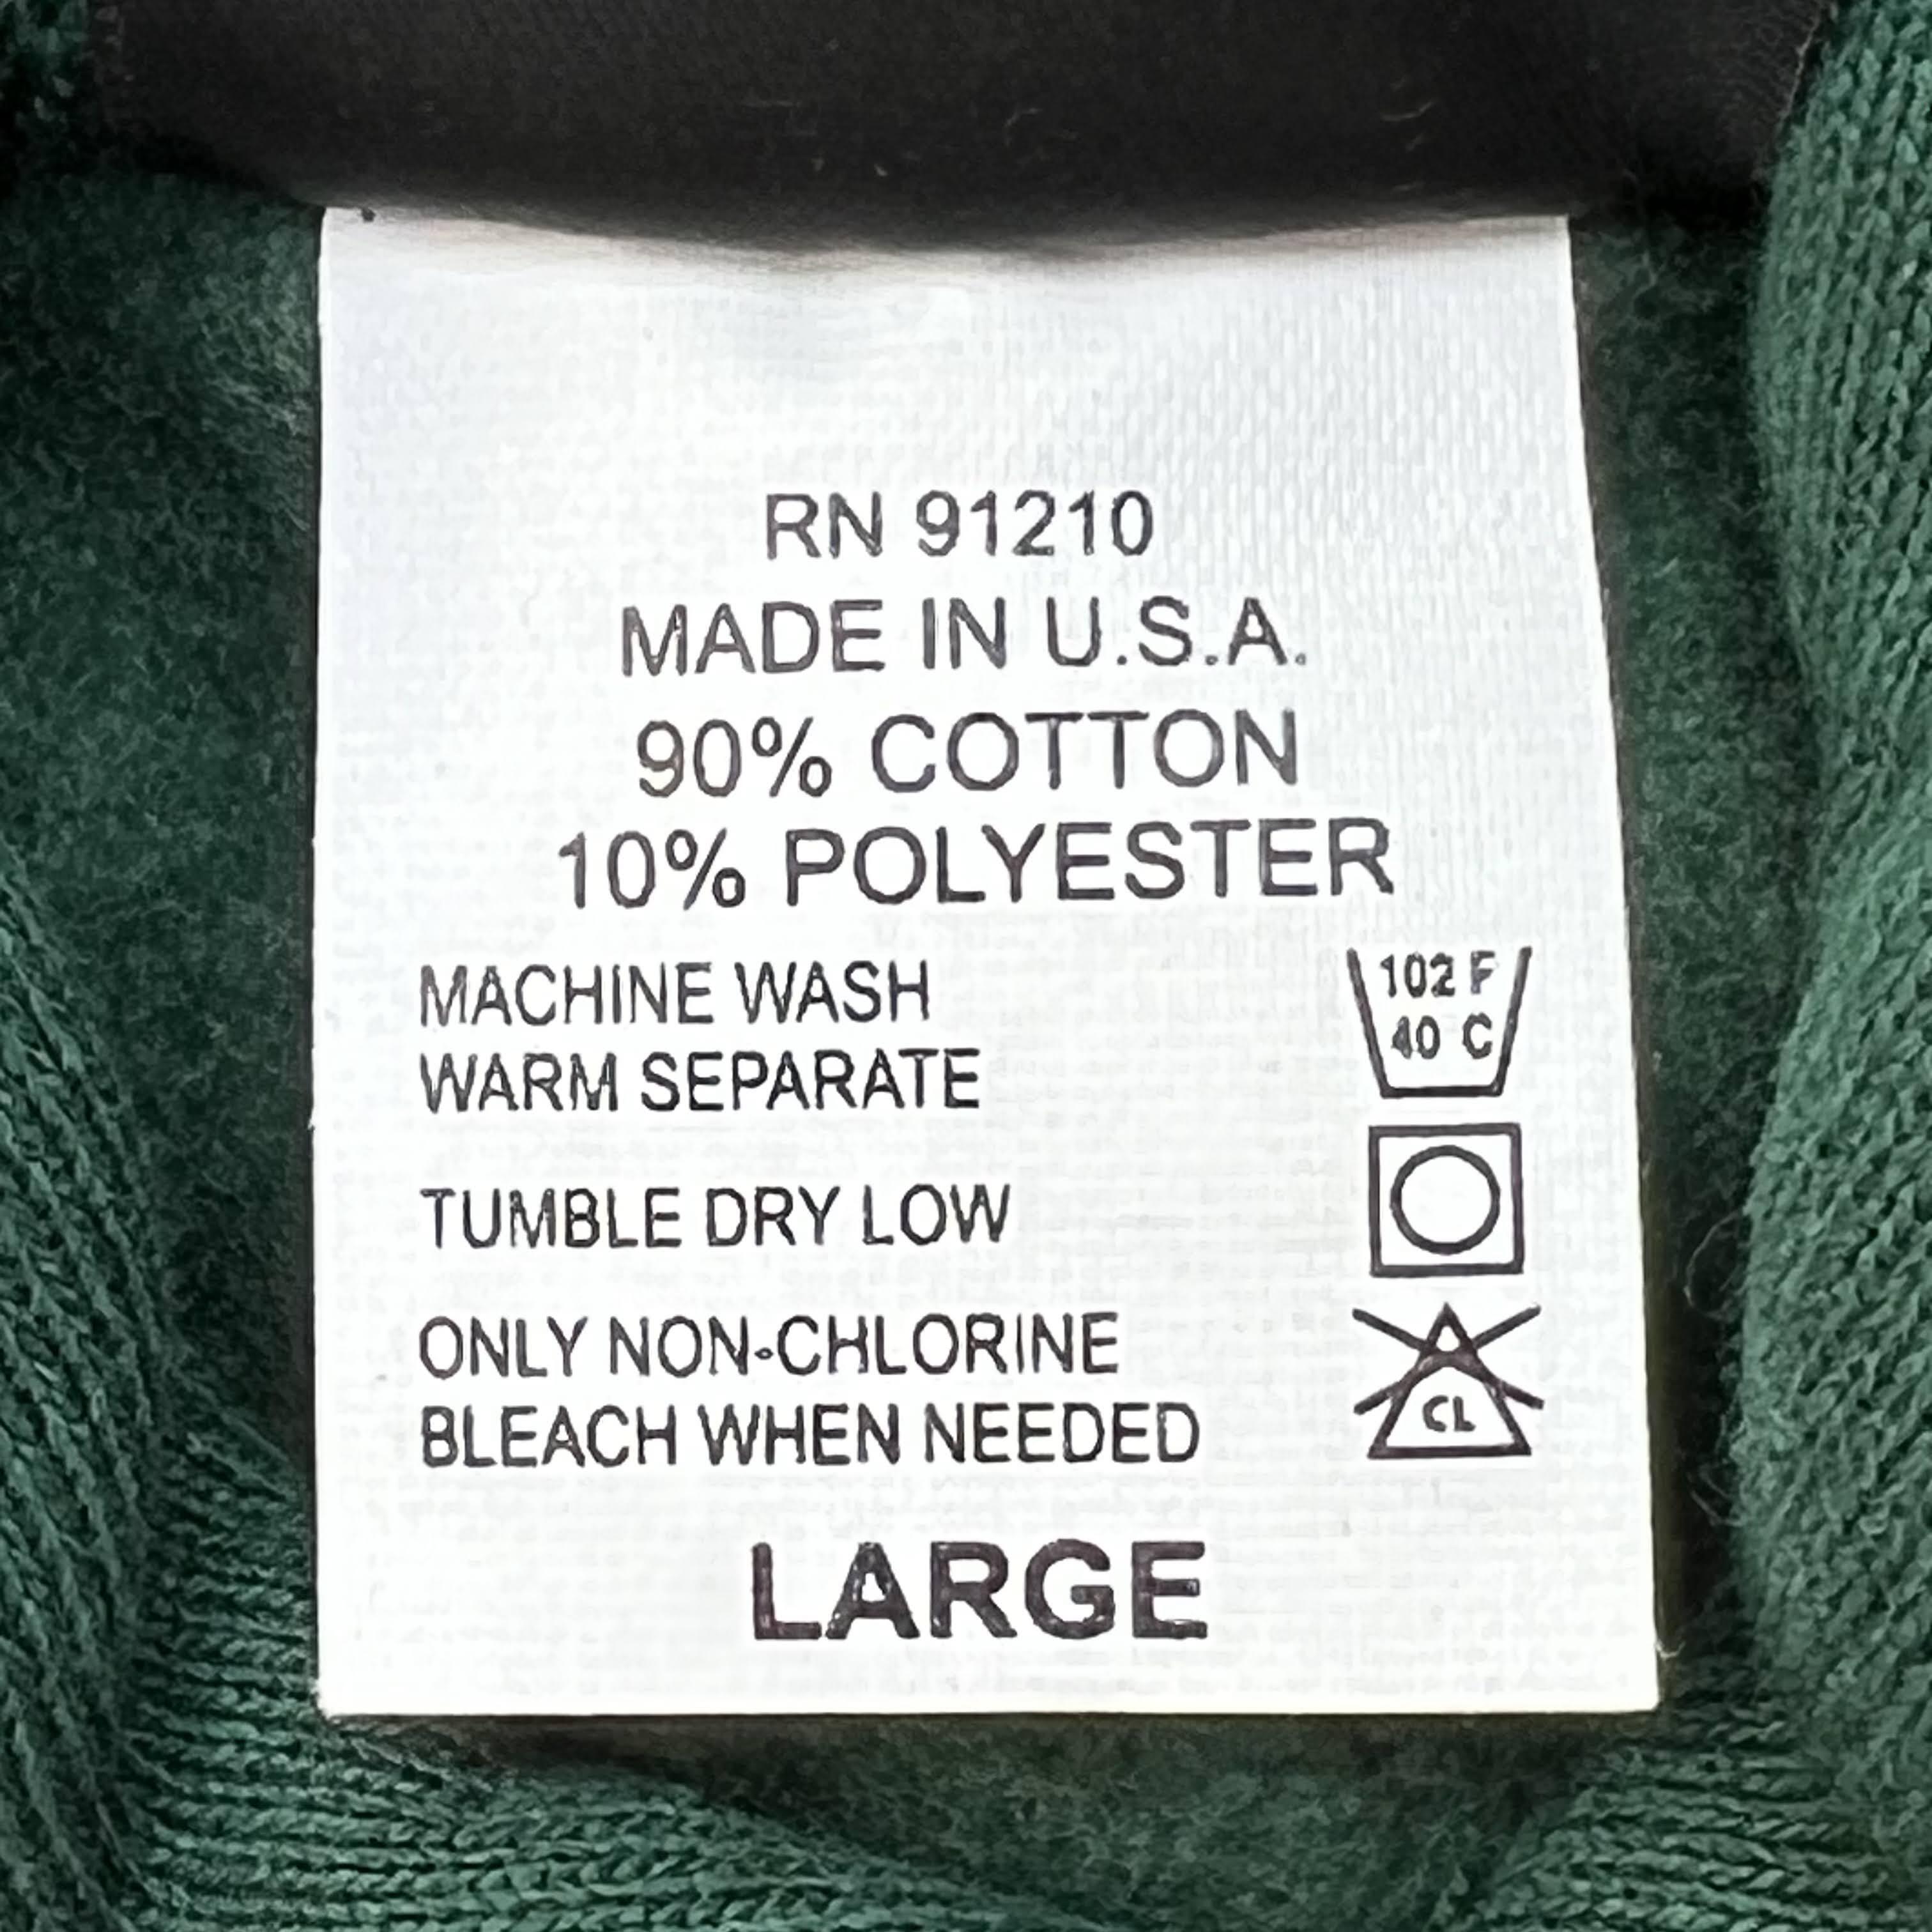 RN 91210
MADE IN U.S.A.
90% COTTON
10% POLYESTER
MACHINE WASH
WARM SEPARATE
102 F
40 C
TUMBLE DRY LOW
ONLY NON-CHLORINE
BLEACH WHEN NEEDED
CL
LARGE